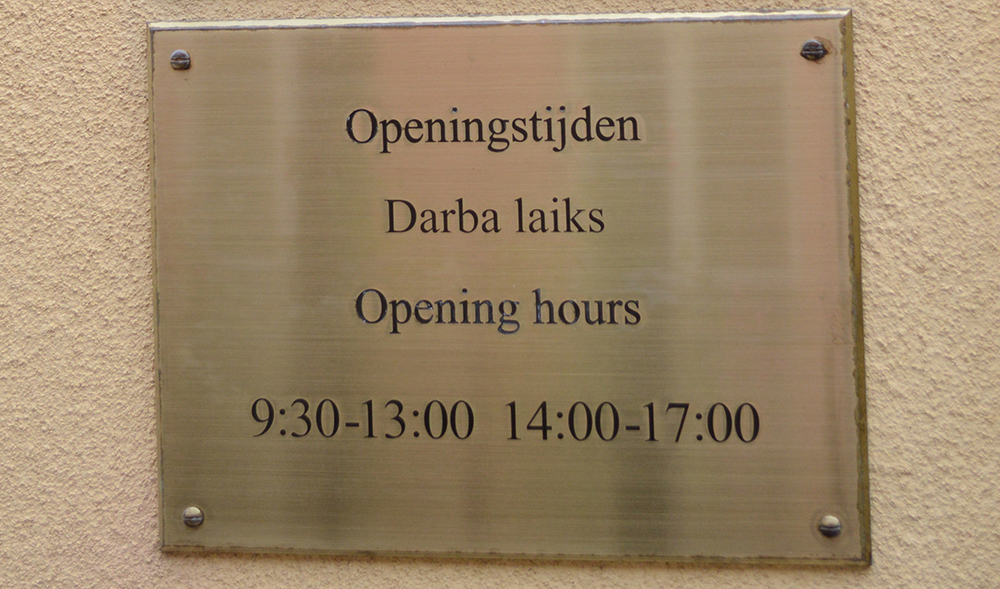 Openingstijden
Darba laiks
Opening hours
9:30-13:00 14:00-17:00